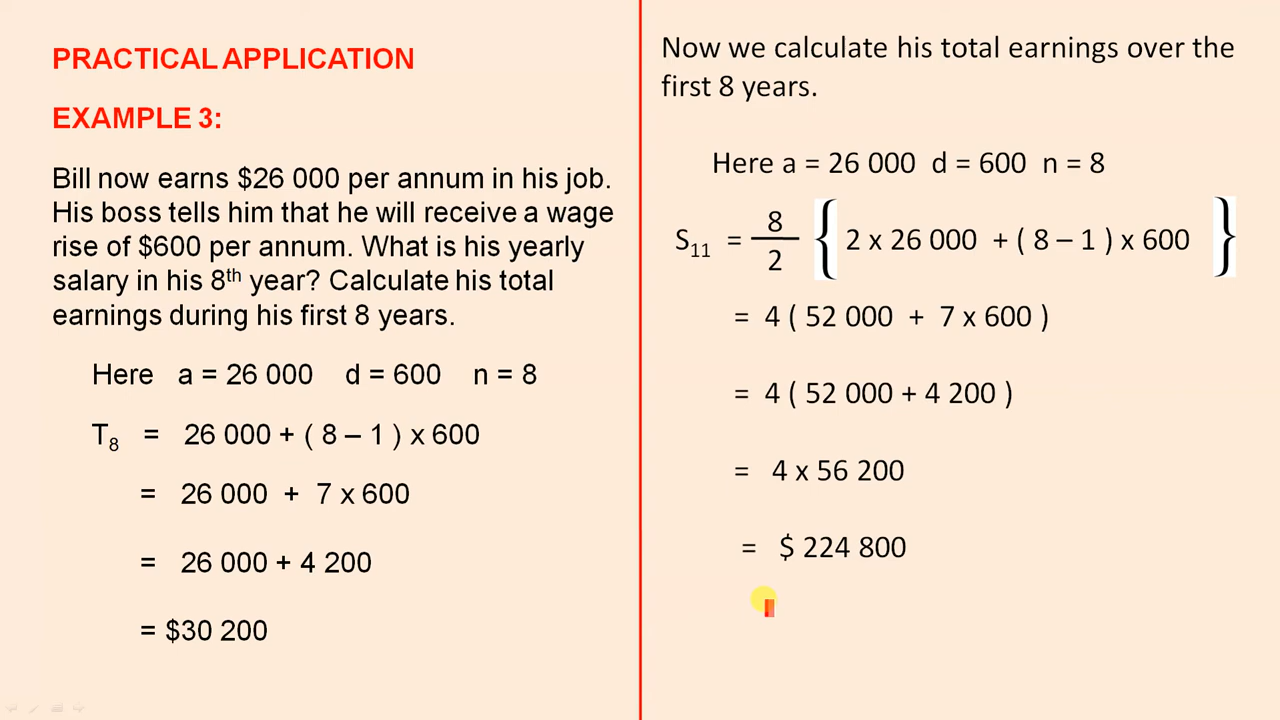 PRACTICAL APPLICATION
EXAMPLE 3:
Bill now earns $26 000 per annum in his job.
His boss tells him that he will receive a wage
rise of $600 per annum. What is his yearly
salary in his 8th year? Calculate his total
earnings during his first 8 years.
Here a = 26 000 d = 600 n = 8
T8 = 26 000 + ( 8 – 1 ) x 600
= 26 000 + 7 x 600
= 26 000 + 4 200
= $30 200
Now we calculate his total earnings over the
first 8 years.
Here a = 26 000 d = 600 n = 8
S11 = 8/2 { 2 x 26 000 + ( 8 – 1 ) x 600 }
= 4 ( 52 000 + 7 x 600 )
= 4 ( 52 000 + 4 200 )
= 4 x 56 200
= $ 224 800